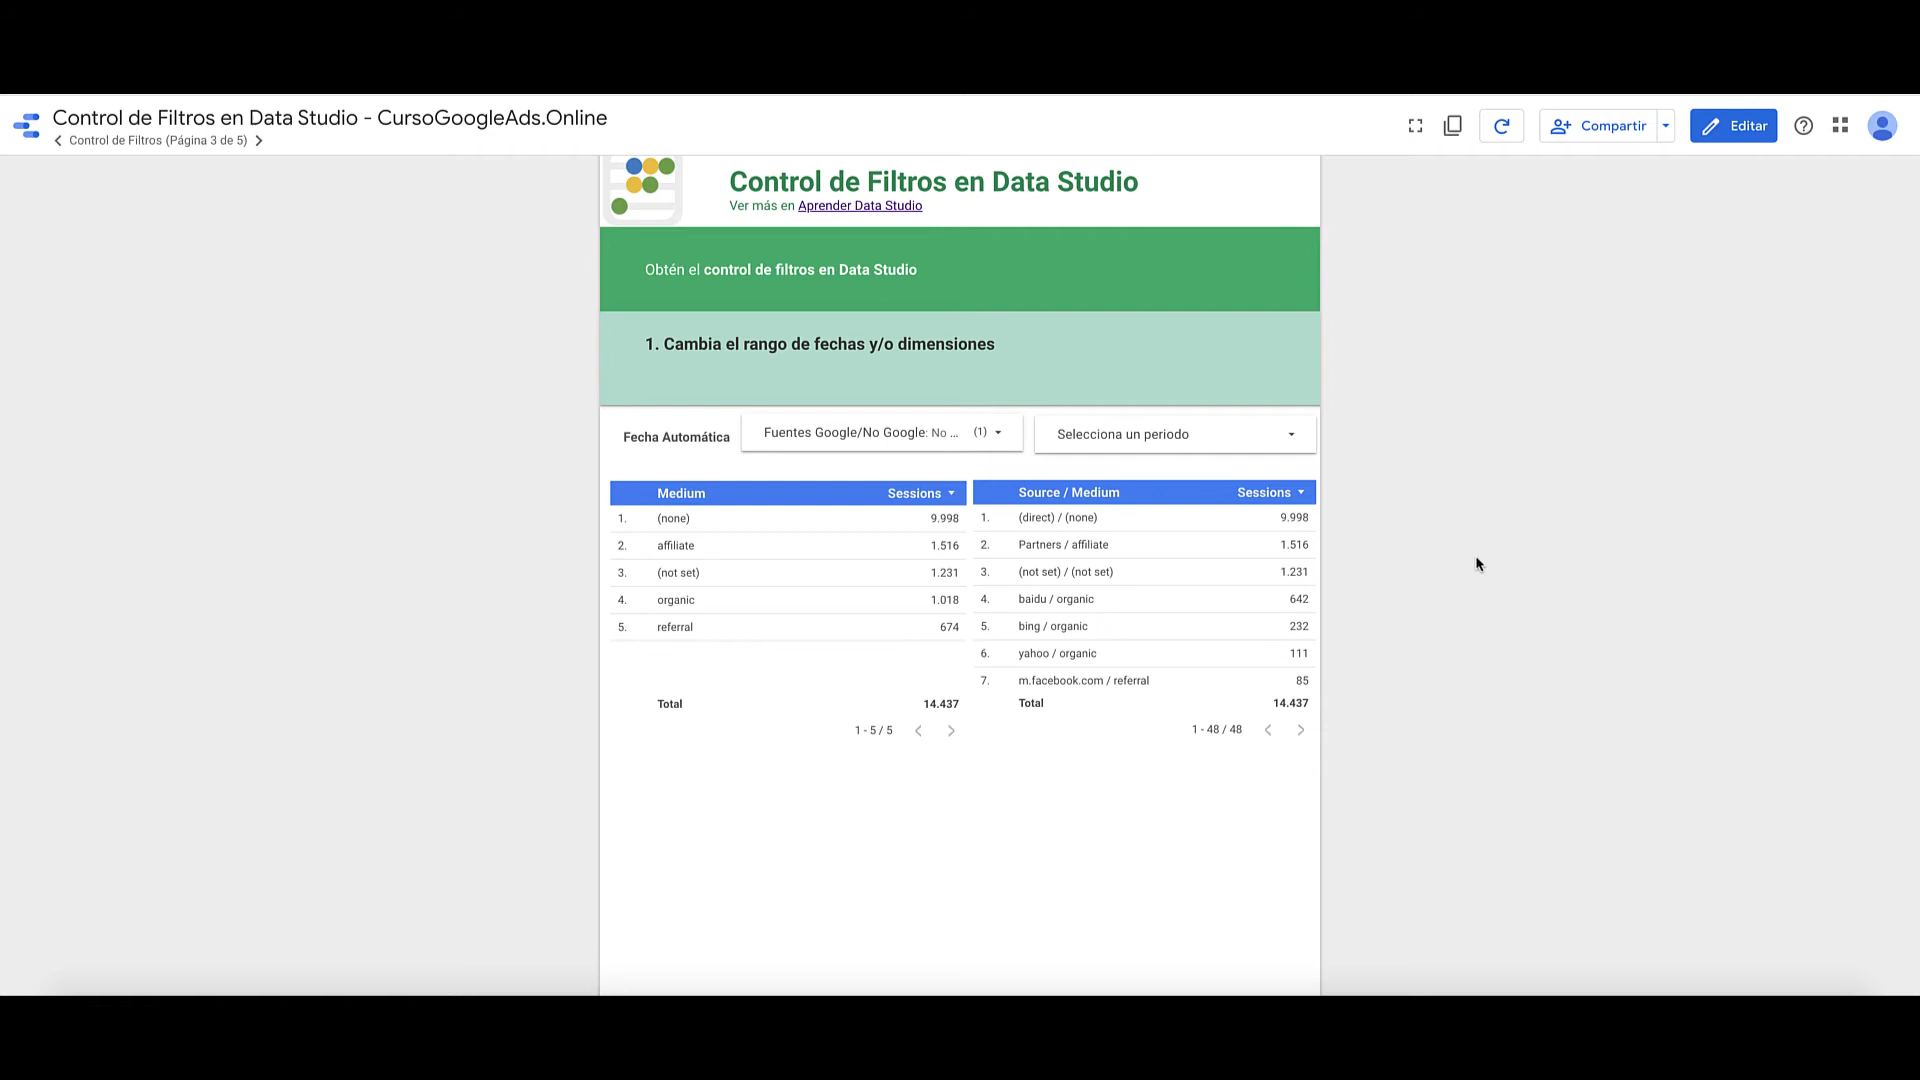 Control de Filtros en Data Studio - CursoGoogleAds.Online
Control de Filtros (Página 3 de 5)
Compartir
Editar
Control de Filtros en Data Studio
Ver más en Aprender Data Studio
Obtén el control de filtros en Data Studio
1. Cambia el rango de fechas y/o dimensiones
Fecha Automática
Fuentes Google/No Google: No ... (1)
Selecciona un periodo
Medium Sessions
1. (none) 9.998
2. affiliate 1.516
3. (not set) 1.231
4. organic 1.018
5. referral 674
Total 14.437
1 - 5 / 5
Source / Medium Sessions
1. (direct) / (none) 9.998
2. Partners / affiliate 1.516
3. (not set) / (not set) 1.231
4. baidu / organic 642
5. bing / organic 232
6. yahoo / organic 111
7. m.facebook.com / referral 85
Total 14.437
1 - 48 / 48